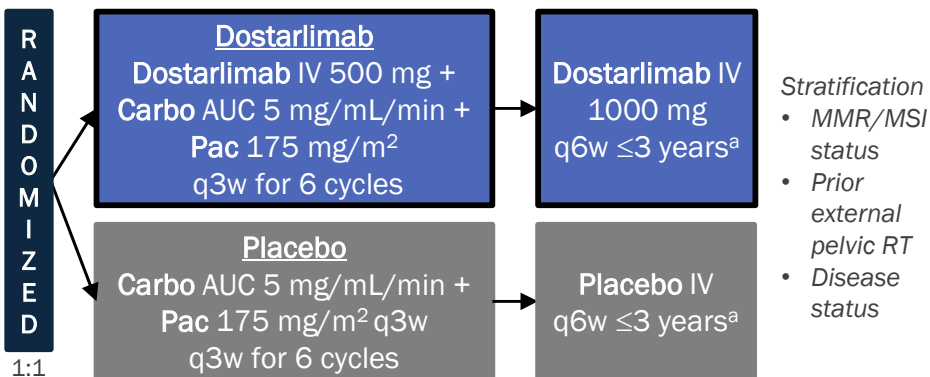 RANDOMIZED
1:1
Dostarlimab
Dostarlimab IV 500 mg +
Carbo AUC 5 mg/mL/min +
Pac 175 mg/m²
q3w for 6 cycles
Dostarlimab IV
1000 mg
q6w ≤3 yearsᵃ
Placebo
Carbo AUC 5 mg/mL/min +
Pac 175 mg/m² q3w
q3w for 6 cycles
Placebo IV
q6w ≤3 yearsᵃ
Stratification
• MMR/MSI
status
• Prior
external
pelvic RT
• Disease
status